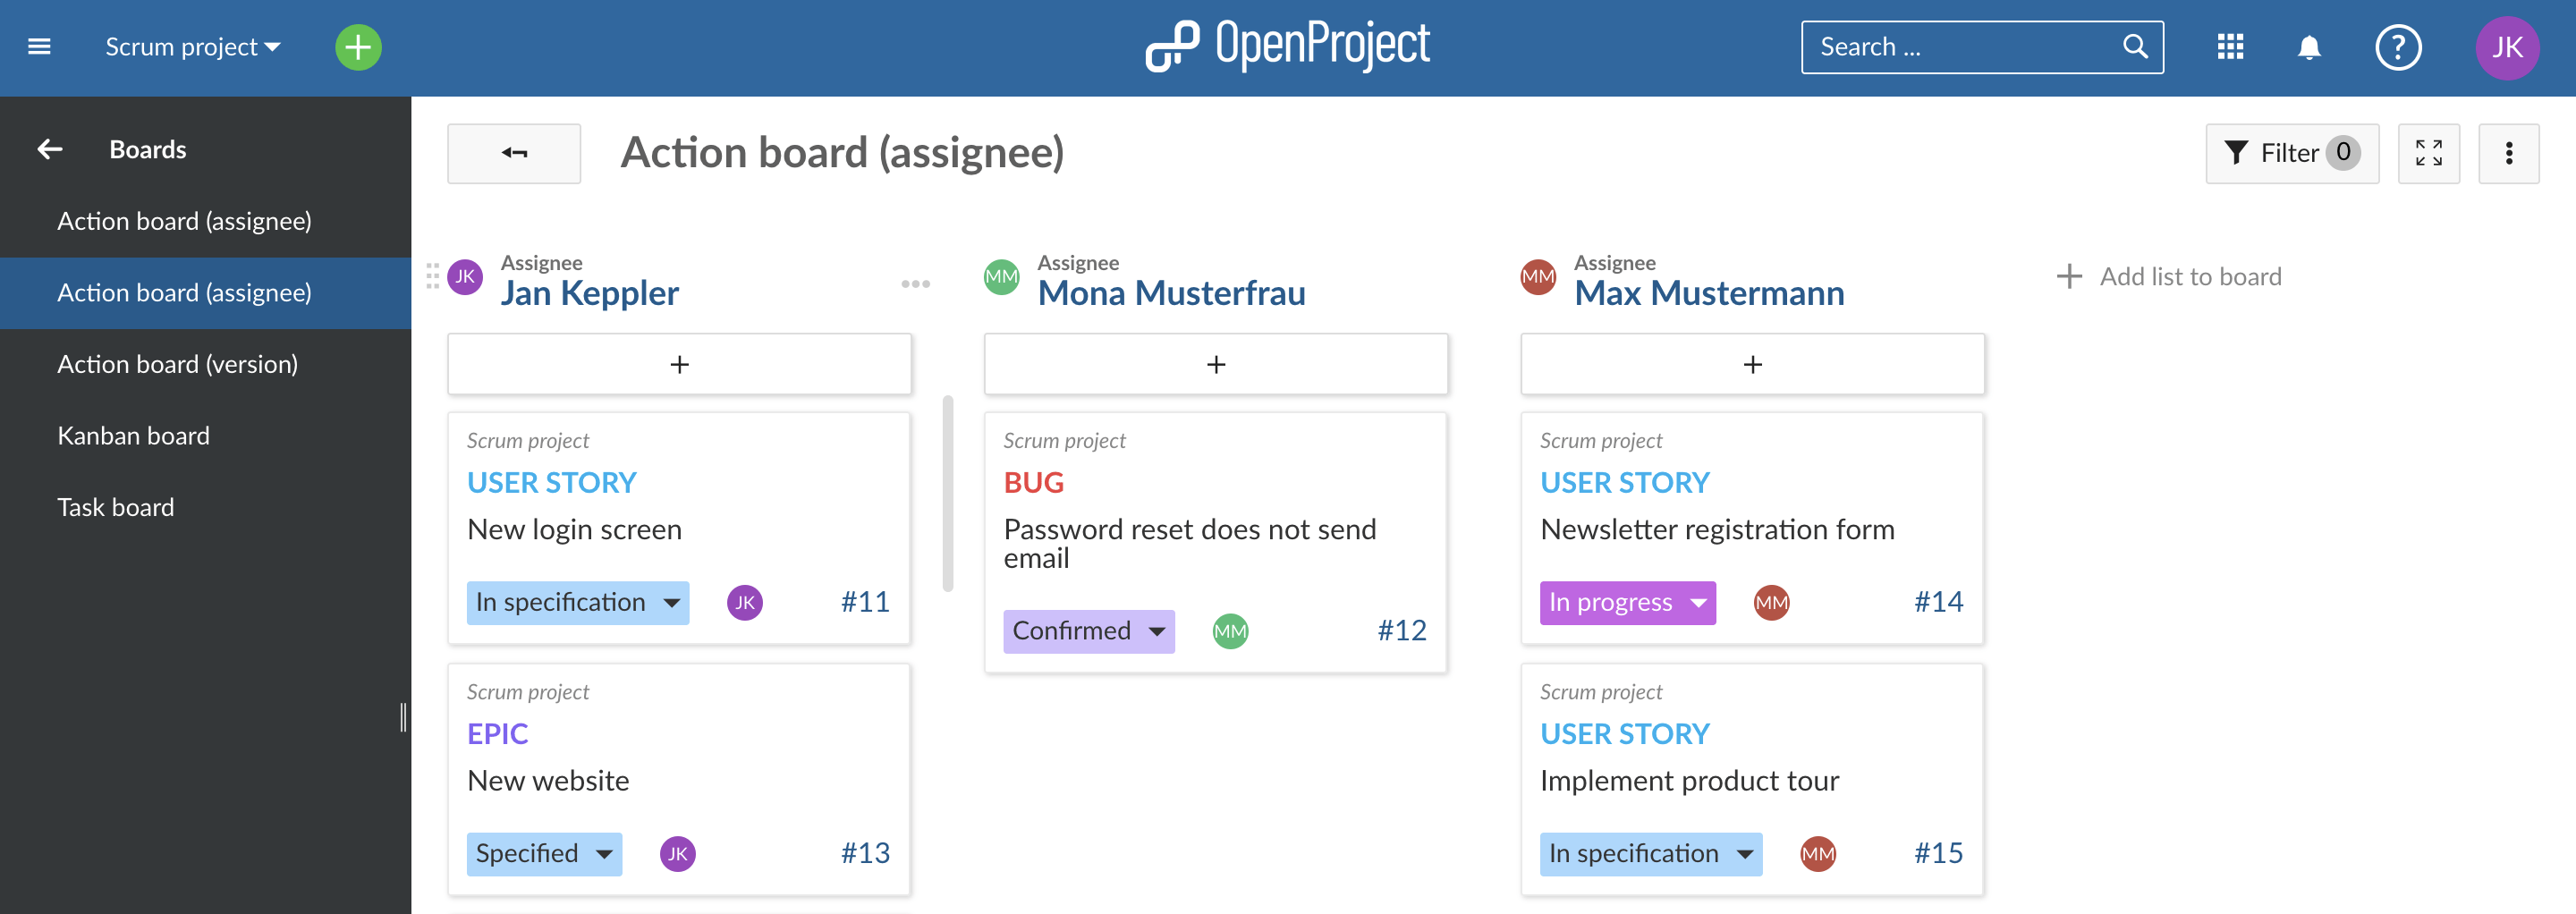 Scrum project
OpenProject
Search ...
?
JK
Boards
Action board (assignee)
Action board (assignee)
Action board (version)
Kanban board
Task board
Action board (assignee)
Filter 0
JK
Assignee
Jan Keppler
+
Scrum project
USER STORY
New login screen
In specification
JK
#11
Scrum project
EPIC
New website
Specified
JK
#13
MM
Assignee
Mona Musterfrau
+
Scrum project
BUG
Password reset does not send
email
Confirmed
MM
#12
MM
Assignee
Max Mustermann
+
Scrum project
USER STORY
Newsletter registration form
In progress
MM
#14
Scrum project
USER STORY
Implement product tour
In specification
MM
#15
+ Add list to board